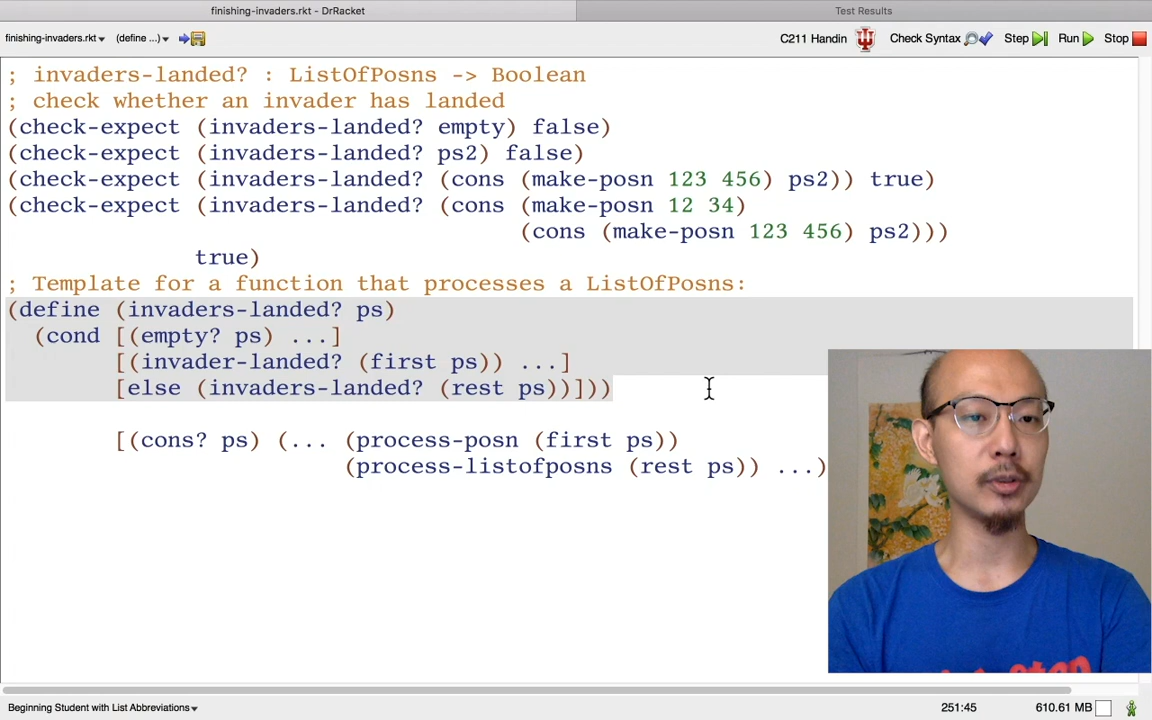 finishing-invaders.rkt - DrRacket
Test Results
finishing-invaders.rkt▾ (define ...)▾
C211 Handin Check Syntax Step Run Stop
; invaders-landed? : ListOfPosns -> Boolean
; check whether an invader has landed
(check-expect (invaders-landed? empty) false)
(check-expect (invaders-landed? ps2) false)
(check-expect (invaders-landed? (cons (make-posn 123 456) ps2)) true)
(check-expect (invaders-landed? (cons (make-posn 12 34)
(cons (make-posn 123 456) ps2)))
true)
; Template for a function that processes a ListOfPosns:
(define (invaders-landed? ps)
(cond [(empty? ps) ...]
[(invader-landed? (first ps)) ...]
[else (invaders-landed? (rest ps))]))
[(cons? ps) (... (process-posn (first ps))
(process-listofposns (rest ps)) ...)
Beginning Student with List Abbreviations▾
251:45
610.61 MB